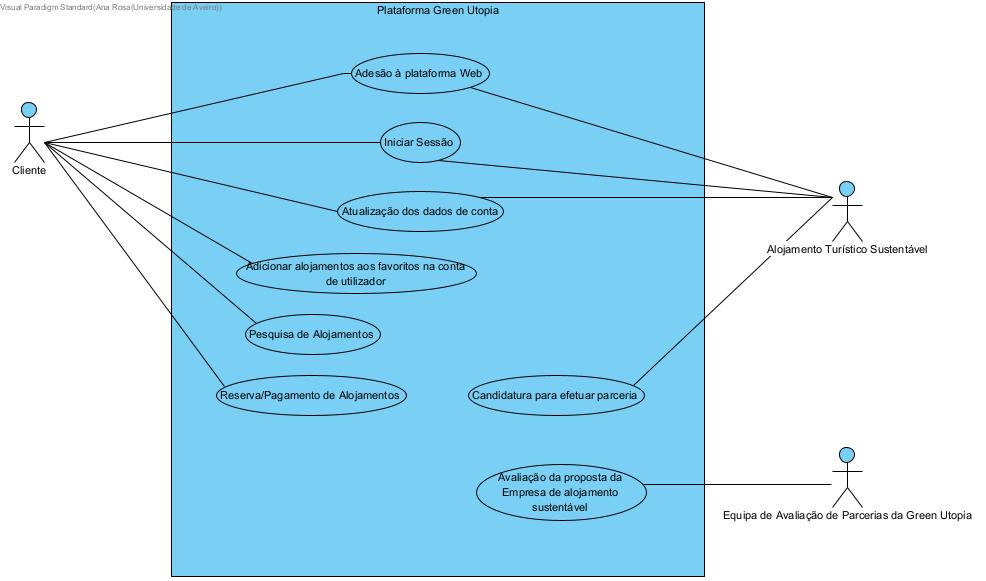 Visual Paradigm Standard(Ana Rosa(Universidade de Aveiro))
Plataforma Green Utopia
Adesão à plataforma Web
Iniciar Sessão
Cliente
Atualização dos dados de conta
Alojamento Turístico Sustentável
Adicionar alojamentos aos favoritos na conta
de utilizador
Pesquisa de Alojamentos
Reserva/Pagamento de Alojamentos
Candidatura para efetuar parceria
Avaliação da proposta da
Empresa de alojamento
sustentável
Equipa de Avaliação de Parcerias da Green Utopia